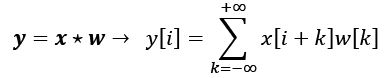 y = x ⋆ w → y[i] = ∑_{k=−∞}^{+∞} x[i + k]w[k]